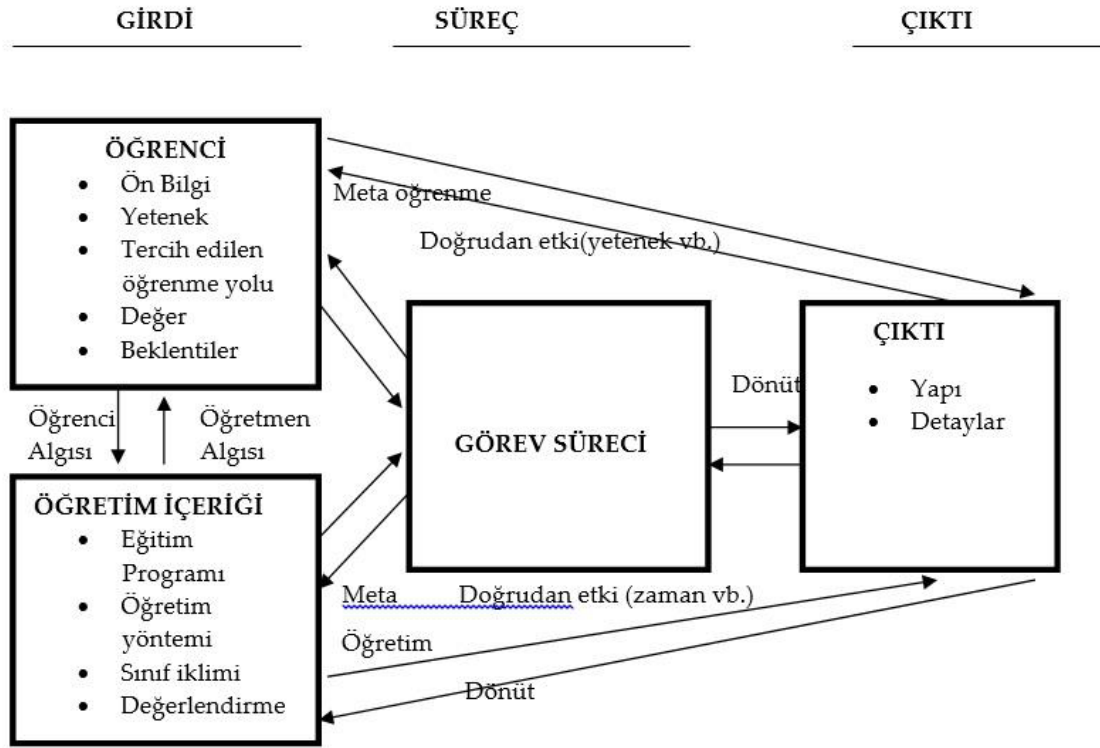 GİRDİ
SÜREÇ
ÇIKTI
ÖĞRENCİ
• Ön Bilgi
• Yetenek
• Tercih edilen
öğrenme yolu
• Değer
• Beklentiler
Meta öğrenme
Doğrudan etki(yetenek vb.)
Öğrenci
Algısı
Öğretmen
Algısı
GÖREV SÜRECİ
Dönüt
ÇIKTI
• Yapı
• Detaylar
ÖĞRETİM İÇERİĞİ
• Eğitim
Programı
• Öğretim
yöntemi
• Sınıf iklimi
• Değerlendirme
Meta Doğrudan etki (zaman vb.)
Öğretim
Dönüt